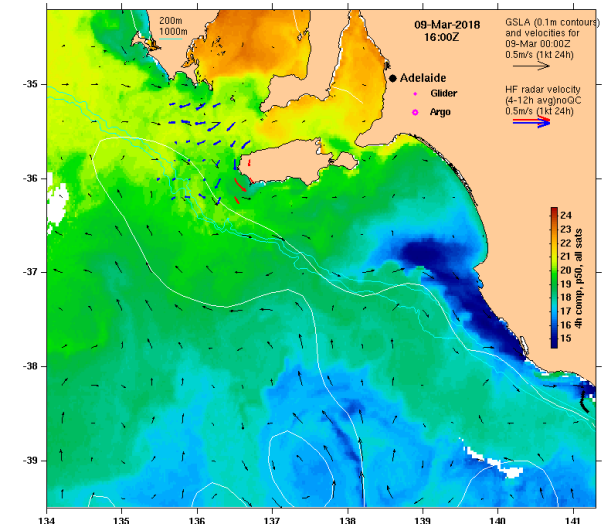 200m
1000m
09-Mar-2018
16:00Z
GSLA (0.1m contours)
and velocities for
09-Mar 00:00Z
0.5m/s (1kt 24h)
HF radar velocity
(4-12h avg)noQC
0.5m/s (1kt 24h)
Adelaide
Glider
Argo
-35
-36
-37
-38
-39
24
23
22
21
20
19
18
17
16
15
4h comp, p50, all sats
134
135
136
137
138
139
140
141